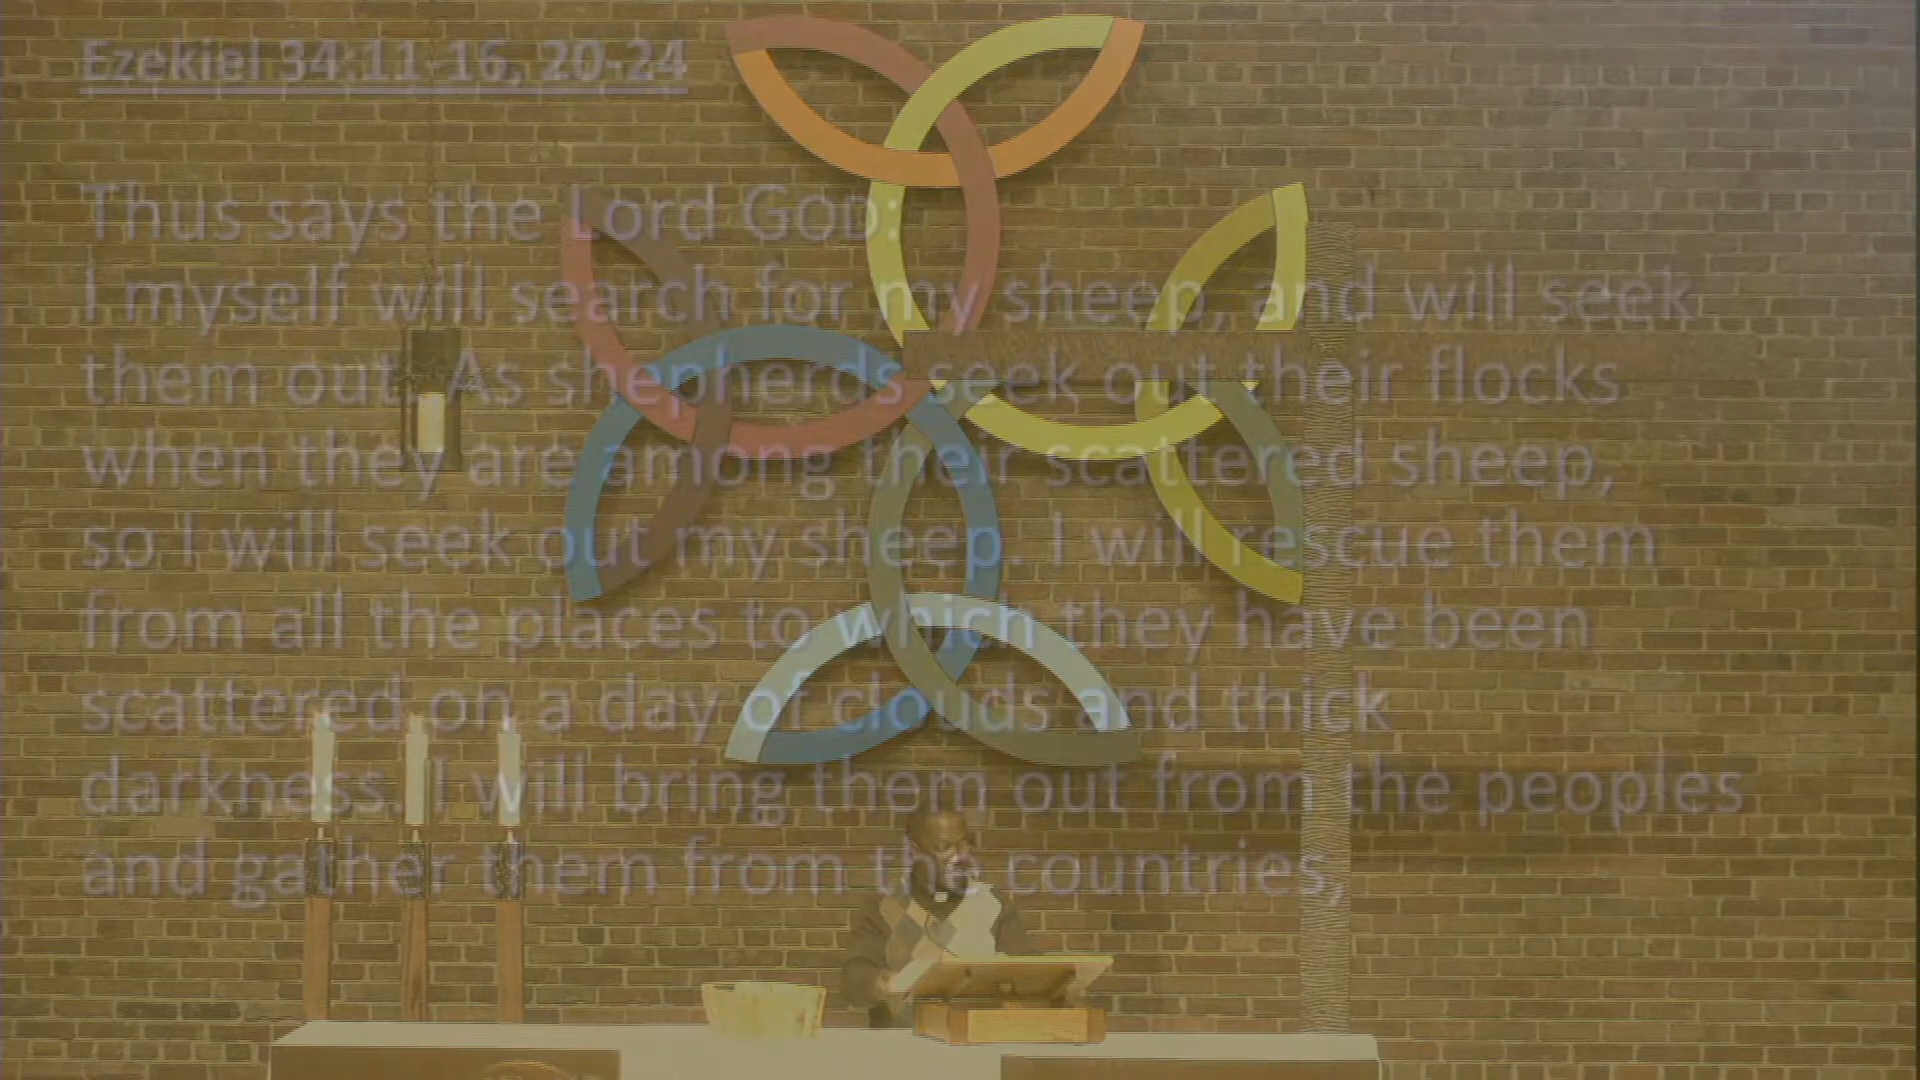 Ezekiel 34:11-16, 20-24
Thus says the Lord GOD:
I myself will search for my sheep, and will seek
them out. As shepherds seek out their flocks
when they are among their scattered sheep,
so I will seek out my sheep. I will rescue them
from all the places to which they have been
scattered on a day of clouds and thick
darkness. I will bring them out from the peoples
and gather them from the countries,